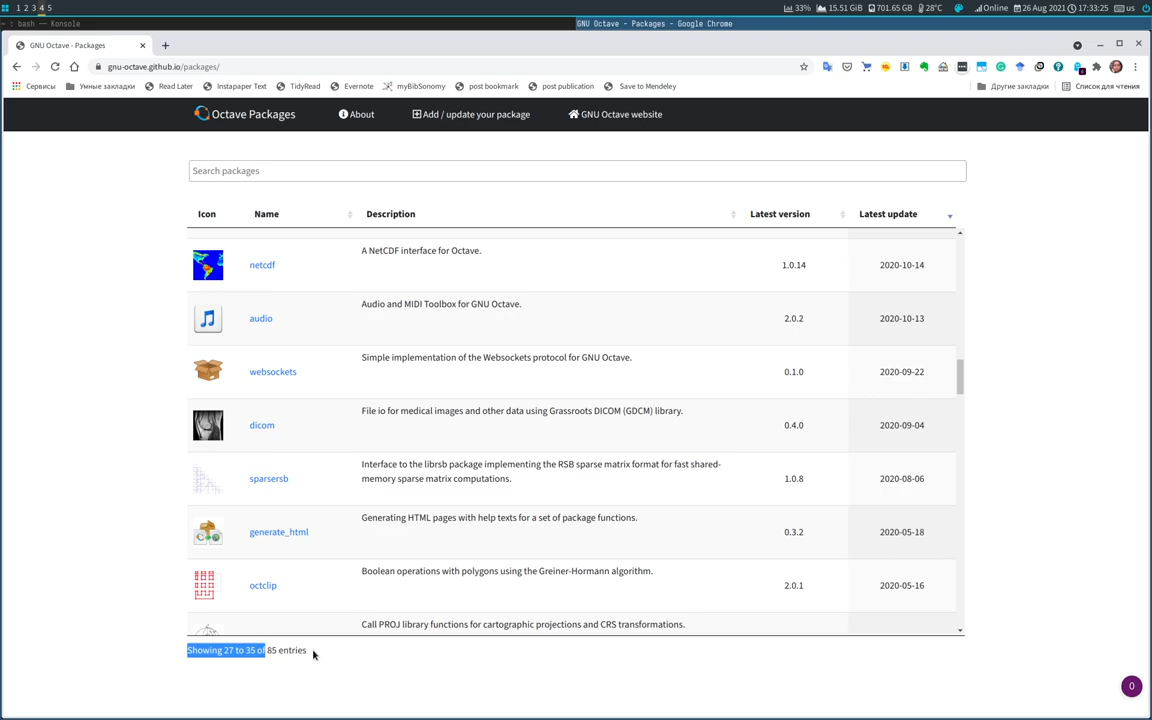 1 2 3 4 5
33%
15.51 GiB
701.65 GB
28°C
Online
26 Aug 2021
17:33:25
us
~ : bash — Konsole
GNU Octave - Packages - Google Chrome
GNU Octave - Packages
gnu-octave.github.io/packages/
Сервисы
Умные закладки
Read Later
Instapaper Text
TidyRead
Evernote
myBibSonomy
post bookmark
post publication
Save to Mendeley
Другие закладки
Список для чтения
Octave Packages
About
Add / update your package
GNU Octave website
Search packages
Icon
Name
Description
Latest version
Latest update
netcdf
A NetCDF interface for Octave.
1.0.14
2020-10-14
audio
Audio and MIDI Toolbox for GNU Octave.
2.0.2
2020-10-13
websockets
Simple implementation of the Websockets protocol for GNU Octave.
0.1.0
2020-09-22
dicom
File io for medical images and other data using Grassroots DICOM (GDCM) library.
0.4.0
2020-09-04
sparsersb
Interface to the librsb package implementing the RSB sparse matrix format for fast shared-
memory sparse matrix computations.
1.0.8
2020-08-06
generate_html
Generating HTML pages with help texts for a set of package functions.
0.3.2
2020-05-18
octclip
Boolean operations with polygons using the Greiner-Hormann algorithm.
2.0.1
2020-05-16
Call PROJ library functions for cartographic projections and CRS transformations.
Showing 27 to 35 of 85 entries
0